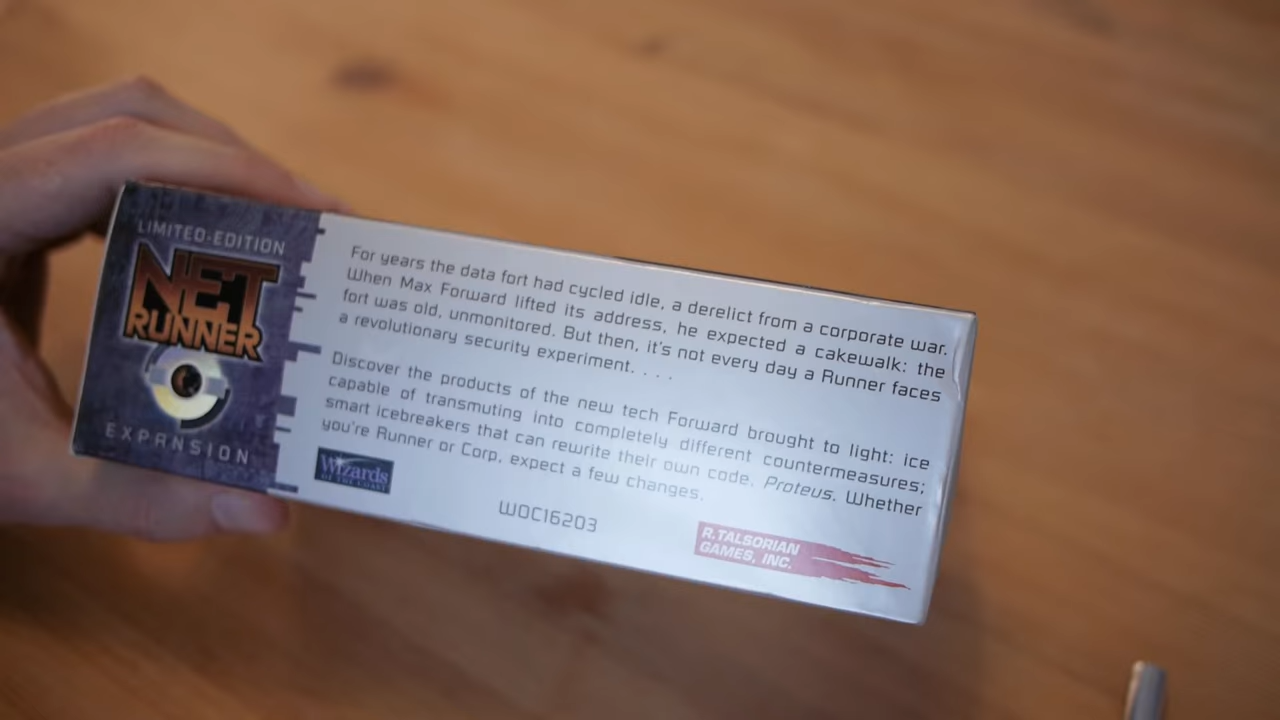 LIMITED-EDITION
NET
RUNNER
EXPANSION
For years the data fort had cycled idle, a derelict from a corporate war.
When Max Forward lifted its address, he expected a cakewalk: the
fort was old, unmonitored. But then, it's not every day a Runner faces
a revolutionary security experiment. . . .
Discover the products of the new tech Forward brought to light: ice
capable of transmuting into completely different countermeasures;
smart icebreakers that can rewrite their own code. Proteus. Whether
you're Runner or Corp, expect a few changes.
Wizards
OF THE COAST
WOC16203
R.TALSORIAN
GAMES, INC.